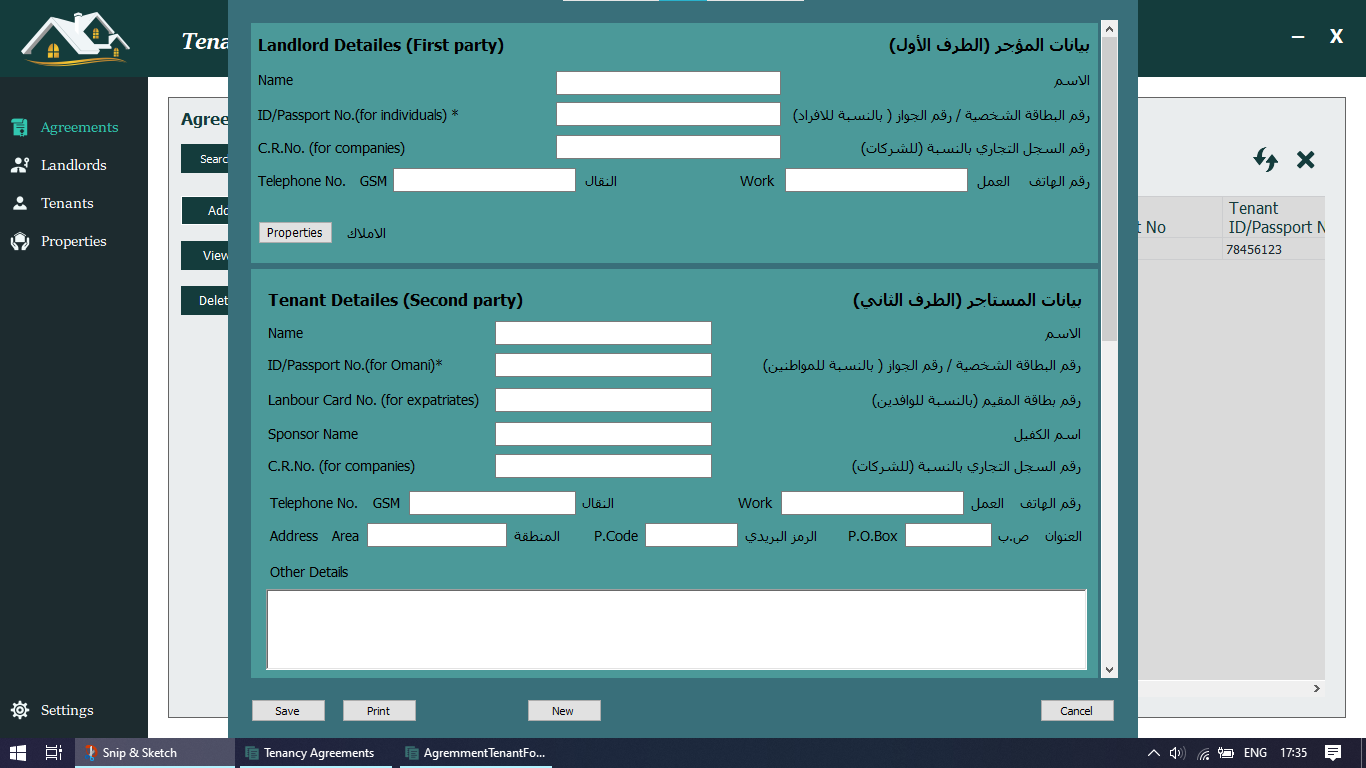 Tena
X
Agreements
Landlords
Tenants
Properties
Settings
Agree
Searc
Add
View
Delet
Landlord Detailes (First party) بيانات المؤجر (الطرف الأول)
Name الاسم
ID/Passport No.(for individuals) * رقم البطاقة الشخصية / رقم الجواز ( بالنسبة للافراد)
C.R.No. (for companies) رقم السجل التجاري بالنسبة (للشركات)
Telephone No. GSM النقال Work العمل رقم الهاتف
Properties الاملاك
Tenant Detailes (Second party) بيانات المستاجر (الطرف الثاني)
Name الاسم
ID/Passport No.(for Omani)* رقم البطاقة الشخصية / رقم الجواز ( بالنسبة للمواطنين)
Lanbour Card No. (for expatriates) رقم بطاقة المقيم (بالنسبة للوافدين)
Sponsor Name اسم الكفيل
C.R.No. (for companies) رقم السجل التجاري بالنسبة (للشركات)
Telephone No. GSM النقال Work العمل رقم الهاتف
Address Area المنطقة P.Code الرمز البريدي P.O.Box ص.ب العنوان
Other Details
Save Print New Cancel
Tenant
t No ID/Passport N
78456123
Snip & Sketch Tenancy Agreements AgremmentTenantFo... ENG 17:35